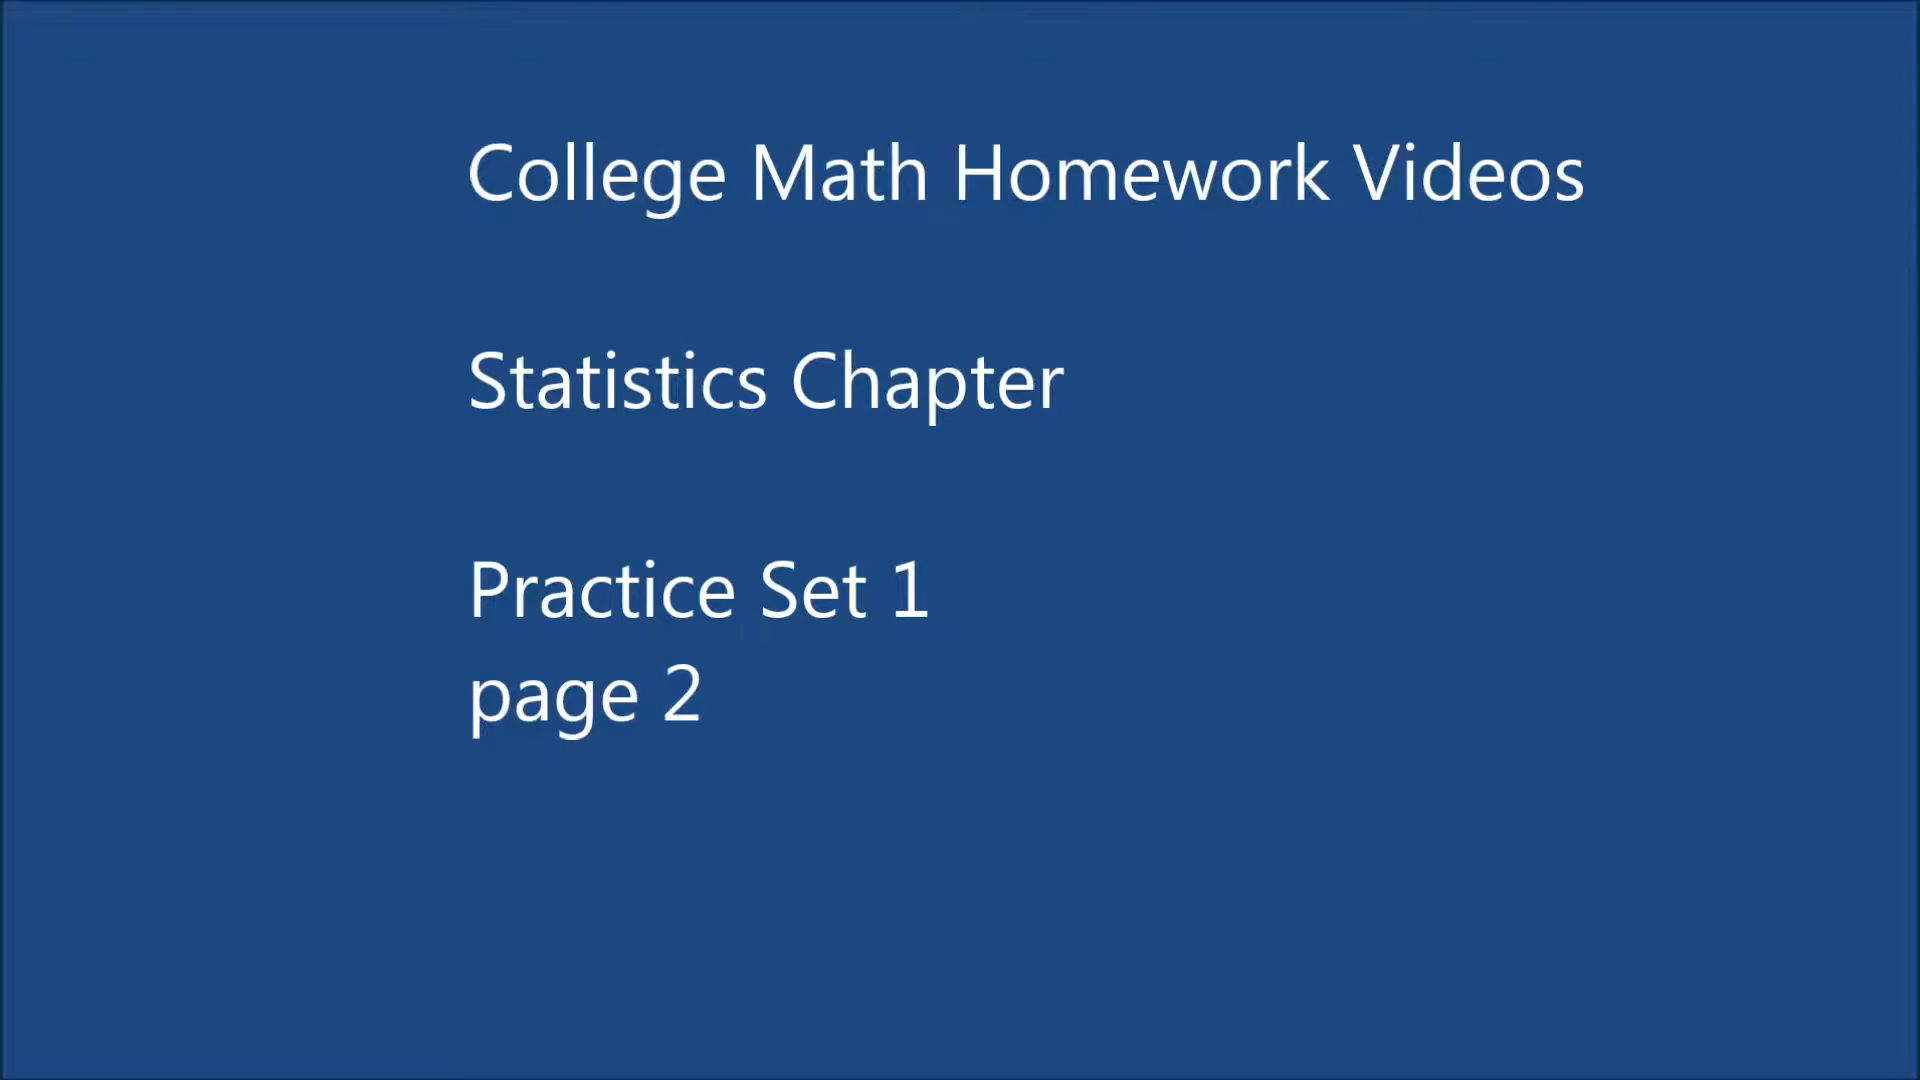 College Math Homework Videos
Statistics Chapter
Practice Set 1
page 2